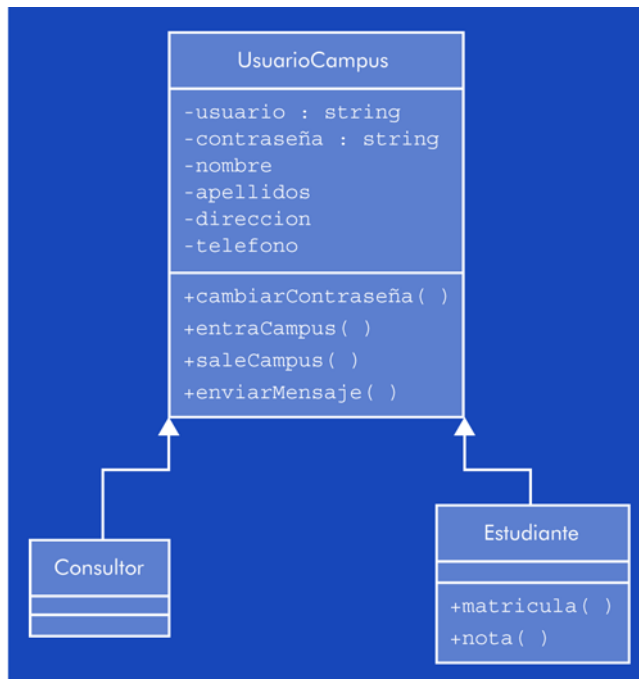 UsuarioCampus
-usuario : string
-contraseña : string
-nombre
-apellidos
-direccion
-telefono
+cambiarContraseña( )
+entraCampus( )
+saleCampus( )
+enviarMensaje( )
Consultor
Estudiante
+matricula( )
+nota( )